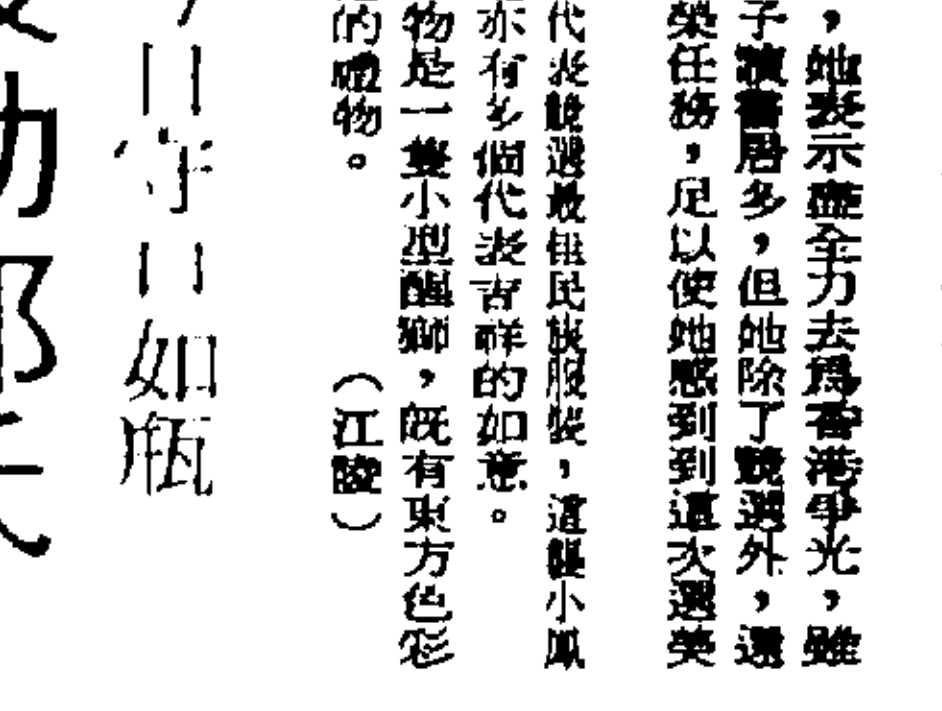 ，她表示盡全力去爲香港爭光，雖
子讀書居多，但她除了競選外，還
榮任務，足以使她感到到這次選美
代表競選最佳民族服裝，這襲小鳳
亦有多個代表吉祥的如意。
物是一隻小型醒獅，既有東方色彩
的禮物。（江陵）
守口如瓶